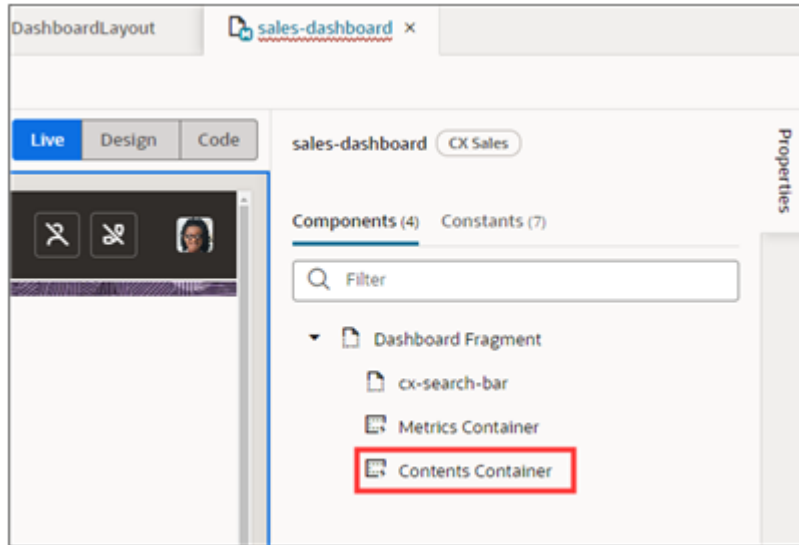 DashboardLayout
sales-dashboard ×
Live Design Code
sales-dashboard CX Sales
Properties
Components (4) Constants (7)
Filter
Dashboard Fragment
cx-search-bar
Metrics Container
Contents Container